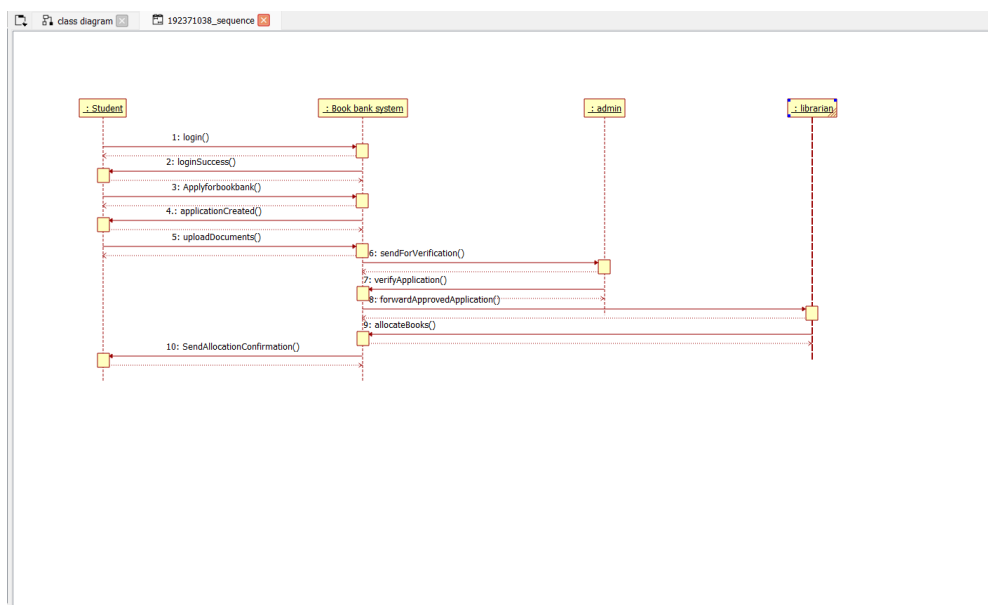 class diagram
192371038_sequence
: Student
: Book bank system
: admin
: librarian
1: login()
2: loginSuccess()
3: Applyforbookbank()
4.: applicationCreated()
5: uploadDocuments()
6: sendForVerification()
7: verifyApplication()
8: forwardApprovedApplication()
9: allocateBooks()
10: SendAllocationConfirmation()